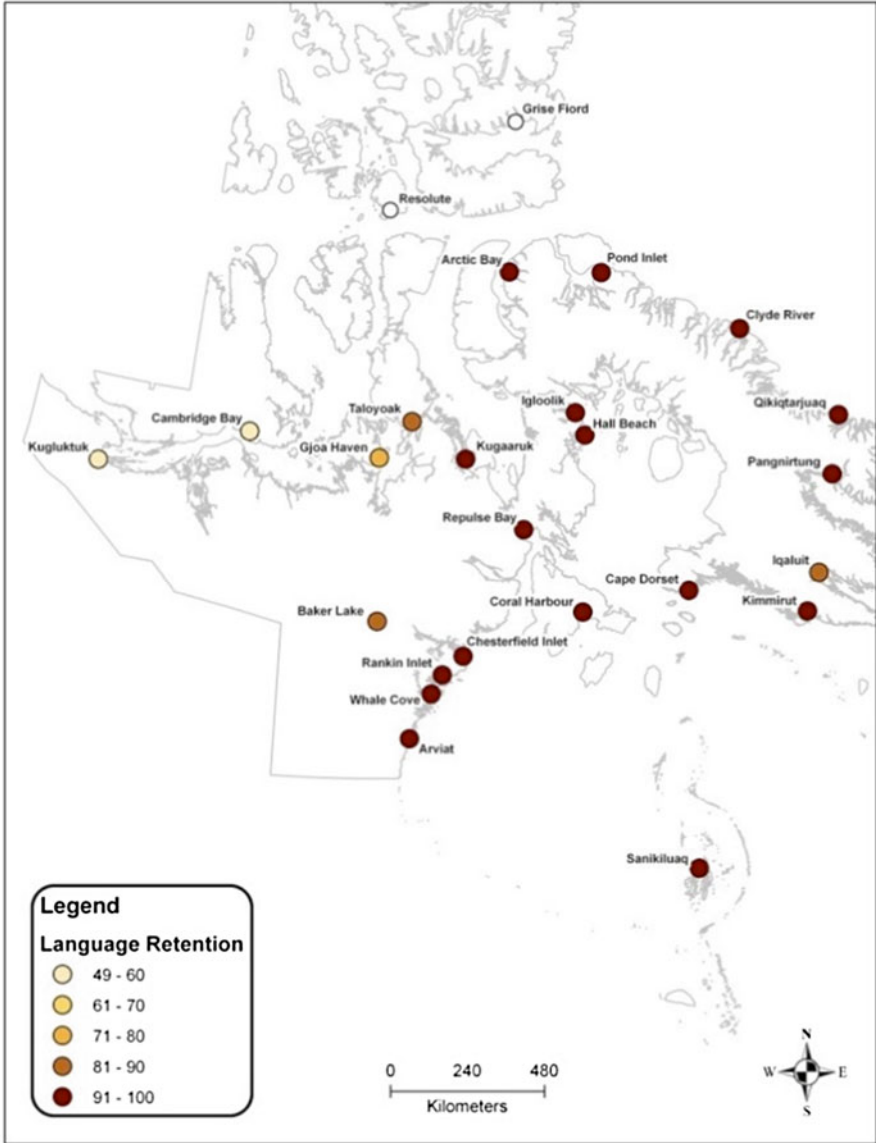 Grise Fiord
Resolute
Arctic Bay
Pond Inlet
Clyde River
Igloolik
Qikiqtarjuaq
Taloyoak
Cambridge Bay
Hall Beach
Kugluktuk
Gjoa Haven
Kugaaruk
Pangnirtung
Repulse Bay
Iqaluit
Cape Dorset
Coral Harbour
Kimmirut
Baker Lake
Chesterfield Inlet
Rankin Inlet
Whale Cove
Arviat
Sanikiluaq
Legend
Language Retention
49 - 60
61 - 70
71 - 80
81 - 90
91 - 100
0 240 480
Kilometers
N
W E
S